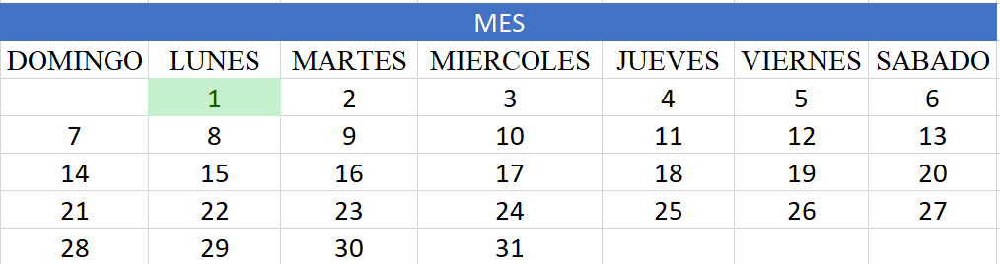 MES
DOMINGO LUNES MARTES MIERCOLES JUEVES VIERNES SABADO
1 2 3 4 5 6
7 8 9 10 11 12 13
14 15 16 17 18 19 20
21 22 23 24 25 26 27
28 29 30 31